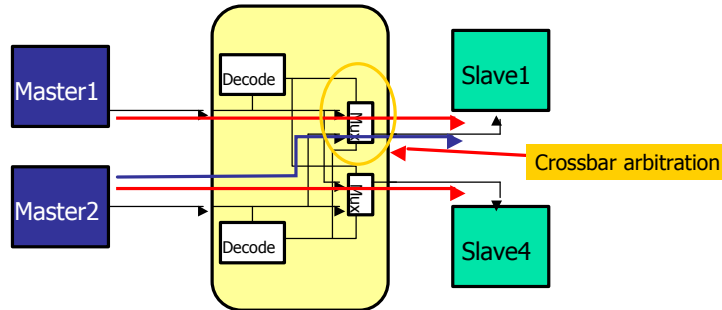 Master1
Decode
Slave1
Mux
Crossbar arbitration
Master2
Mux
Decode
Slave4